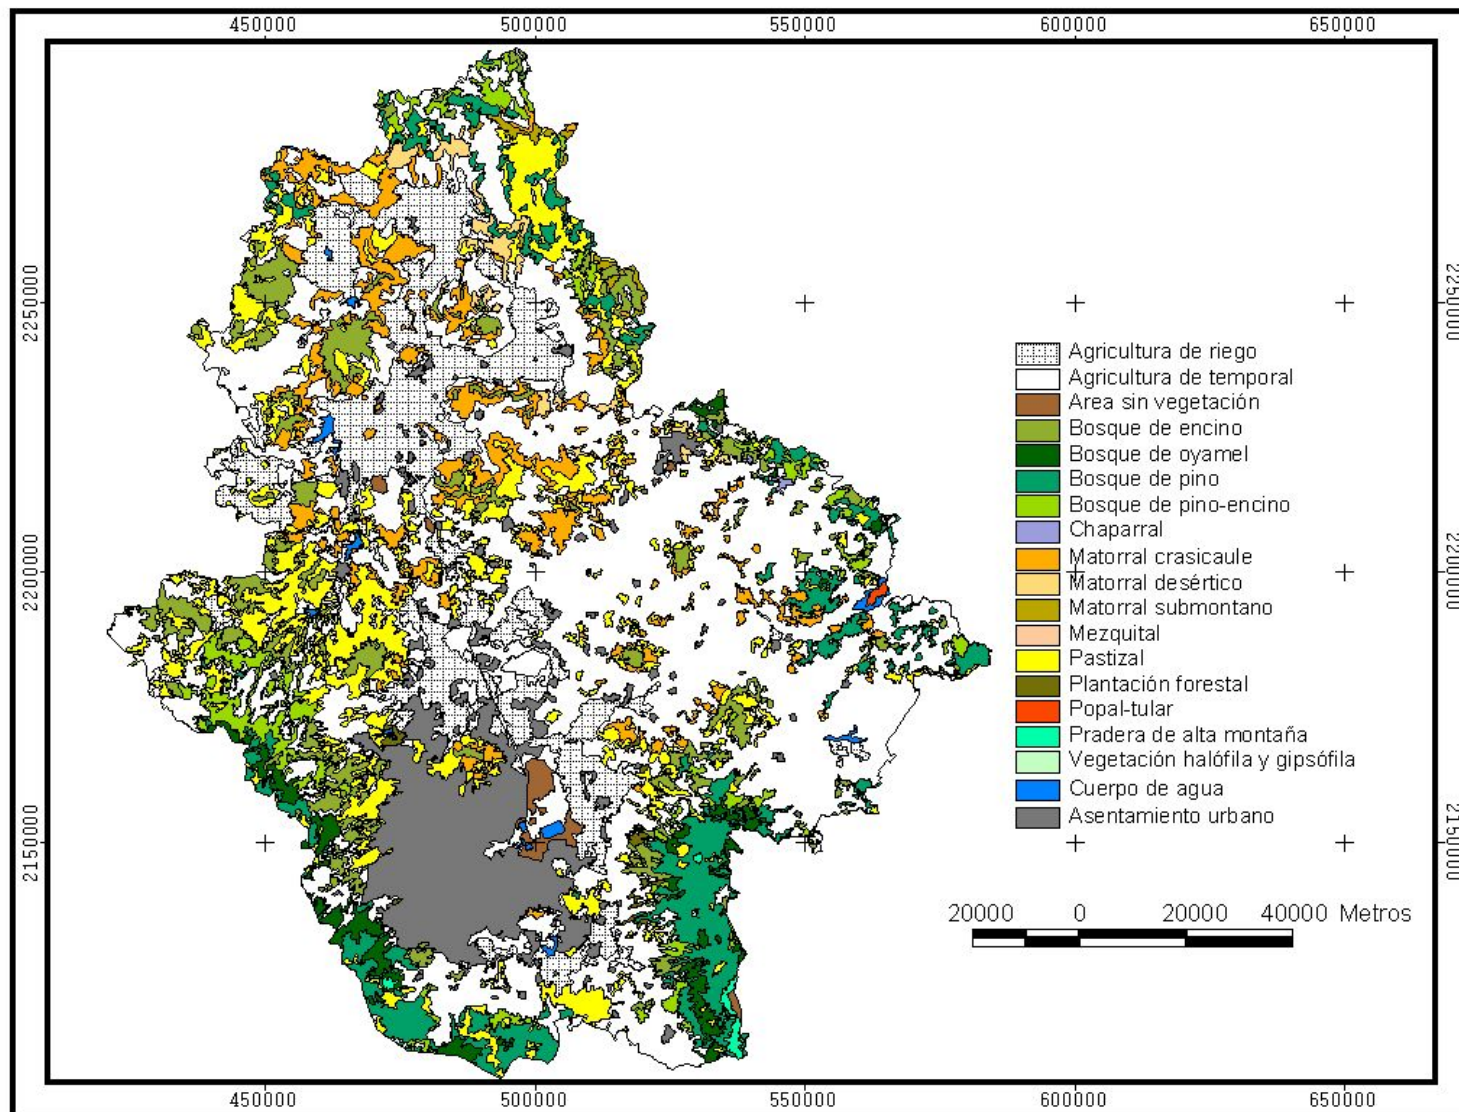 450000 500000 550000 600000 650000
2250000 2250000
2200000 2200000
2150000 2150000
Agricultura de riego
Agricultura de temporal
Area sin vegetación
Bosque de encino
Bosque de oyamel
Bosque de pino
Bosque de pino-encino
Chaparral
Matorral crasicaule
Matorral desértico
Matorral submontano
Mezquital
Pastizal
Plantación forestal
Popal-tular
Pradera de alta montaña
Vegetación halófila y gipsófila
Cuerpo de agua
Asentamiento urbano
20000 0 20000 40000 Metros
450000 500000 550000 600000 650000